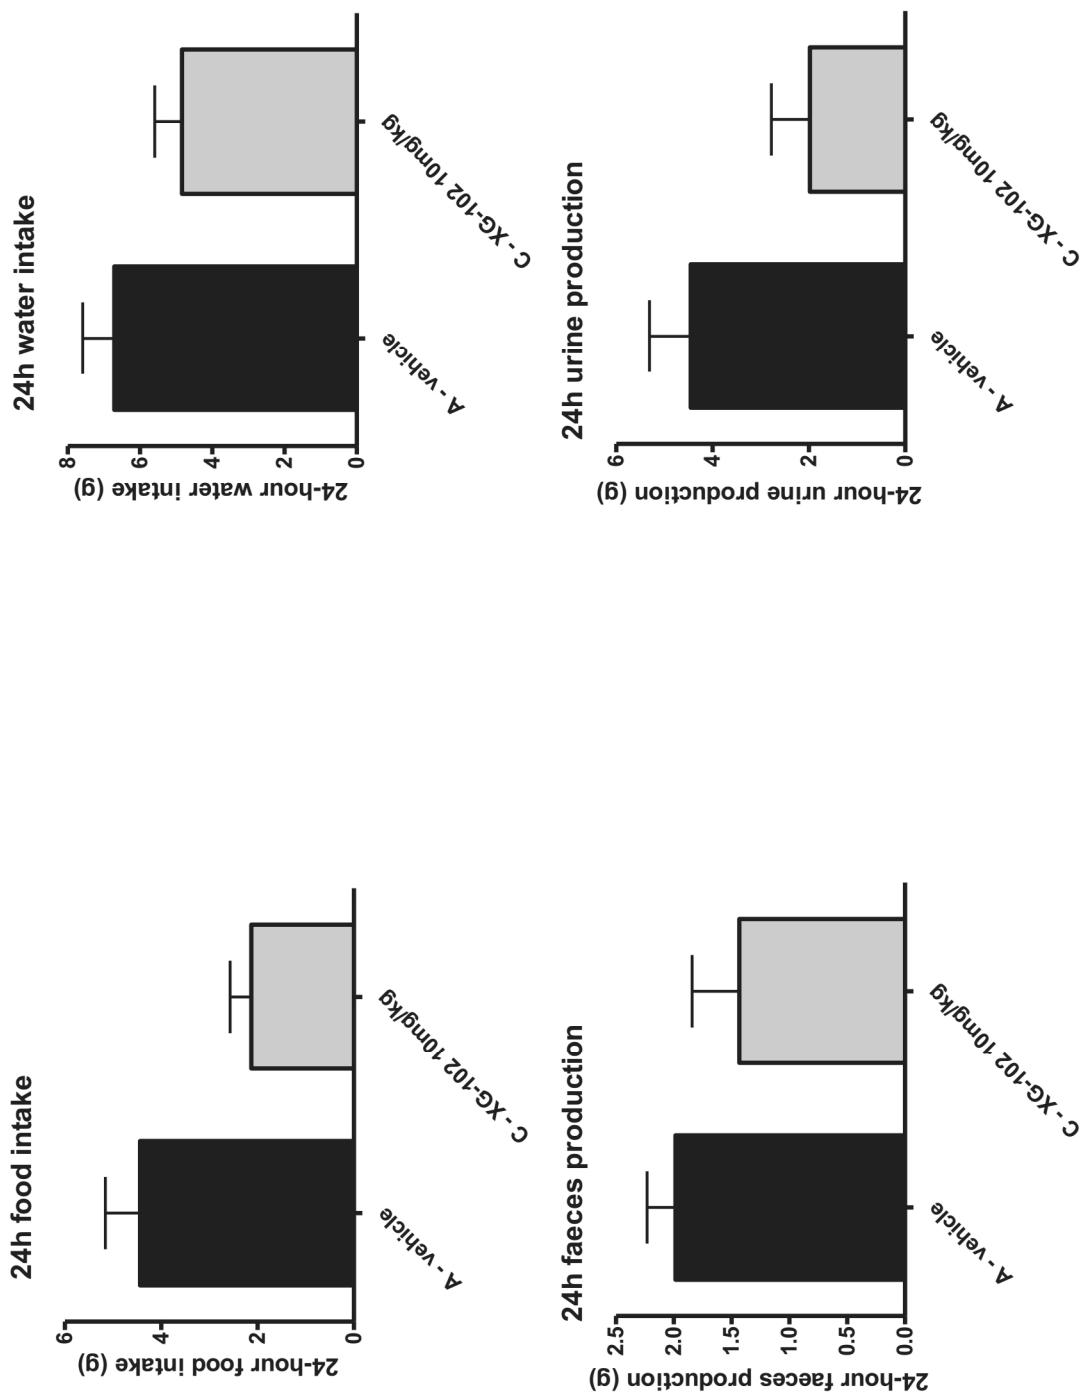 24h food intake
24-hour food intake (g)
6
4
2
0
A - vehicle
C - XG-102 10mg/kg
24h water intake
24-hour water intake (g)
8
6
4
2
0
A - vehicle
C - XG-102 10mg/kg
24h faeces production
24-hour faeces production (g)
2.5
2.0
1.5
1.0
0.5
0.0
A - vehicle
C - XG-102 10mg/kg
24h urine production
24-hour urine production (g)
6
4
2
0
A - vehicle
C - XG-102 10mg/kg